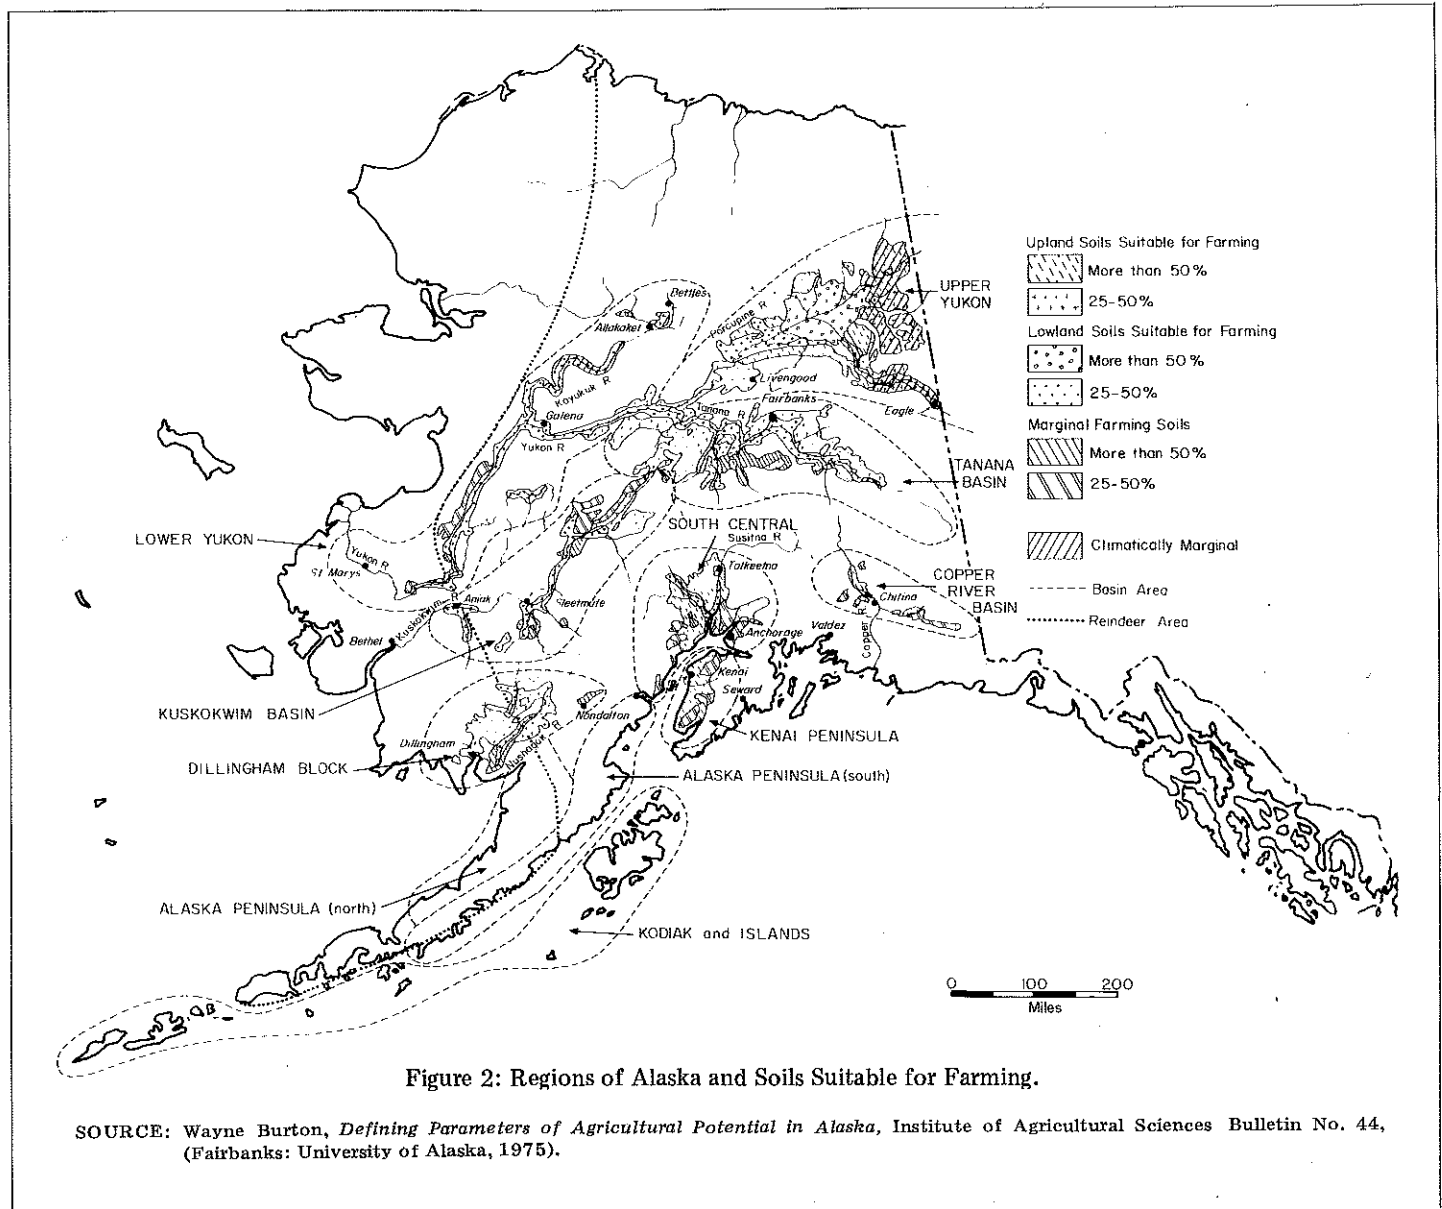 Bettles
Allakaket
Porcupine R
UPPER
YUKON
Koyukuk R
Livengood
Galena
Tanana R
Fairbanks
Eagle
Yukon R
TANANA
BASIN
SOUTH CENTRAL
Susitna R
LOWER YUKON
Yukon R
St Marys
Talkeetna
COPPER
RIVER
BASIN
Chitina
Aniak
Sleetmute
Kuskokwim
Bethel
Anchorage
Valdez
Copper R
Kenai
Seward
KUSKOKWIM BASIN
Nondalton
KENAI PENINSULA
Dillingham
Nushagak R
DILLINGHAM BLOCK
ALASKA PENINSULA (south)
ALASKA PENINSULA (north)
KODIAK and ISLANDS
Upland Soils Suitable for Farming
More than 50%
25-50%
Lowland Soils Suitable for Farming
More than 50%
25-50%
Marginal Farming Soils
More than 50%
25-50%
Climatically Marginal
Basin Area
Reindeer Area
0 100 200
Miles
Figure 2: Regions of Alaska and Soils Suitable for Farming.
SOURCE: Wayne Burton, Defining Parameters of Agricultural Potential in Alaska, Institute of Agricultural Sciences Bulletin No. 44,
(Fairbanks: University of Alaska, 1975).